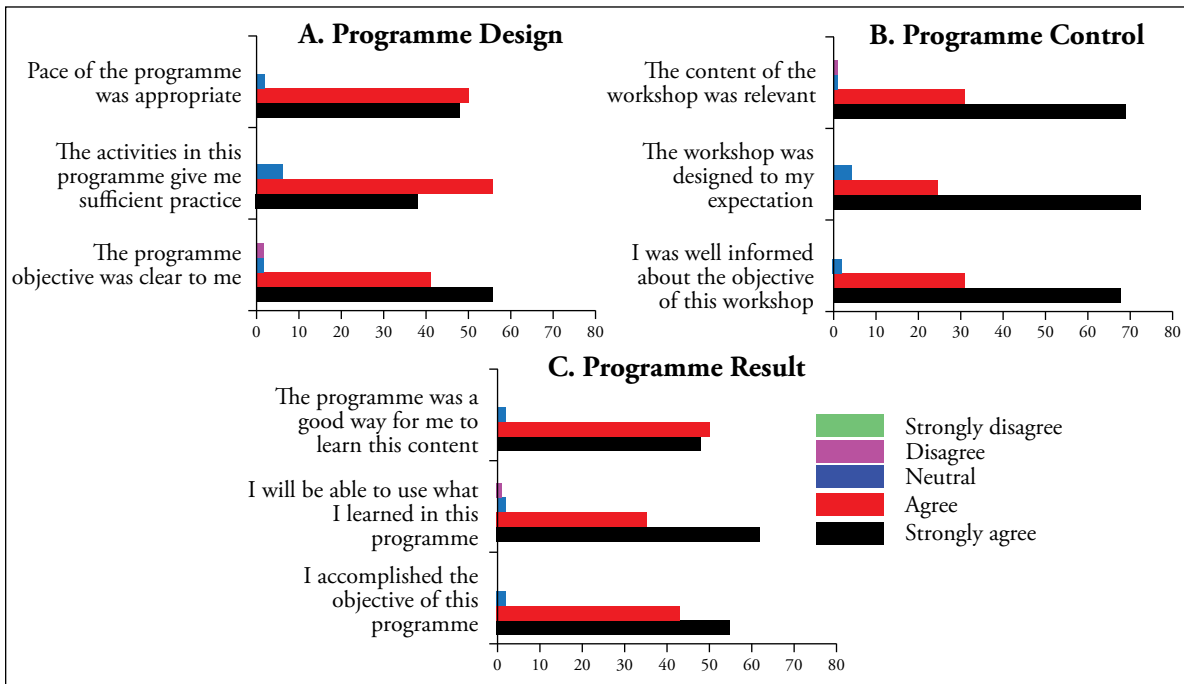 A. Programme Design
Pace of the programme
was appropriate
The activities in this
programme give me
sufficient practice
The programme
objective was clear to me
0 10 20 30 40 50 60 70 80
B. Programme Control
The content of the
workshop was relevant
The workshop was
designed to my
expectation
I was well informed
about the objective
of this workshop
0 10 20 30 40 50 60 70 80
C. Programme Result
The programme was a
good way for me to
learn this content
I will be able to use what
I learned in this
programme
I accomplished the
objective of this
programme
0 10 20 30 40 50 60 70 80
Strongly disagree
Disagree
Neutral
Agree
Strongly agree